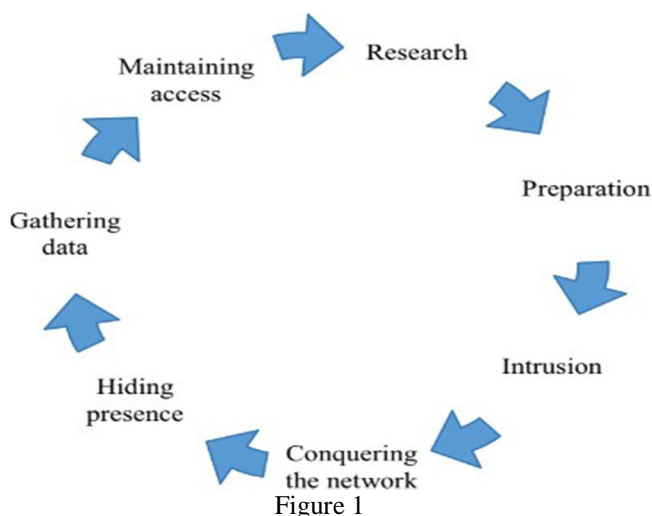 Research
Preparation
Intrusion
Conquering
the network
Hiding
presence
Gathering
data
Maintaining
access
Figure 1